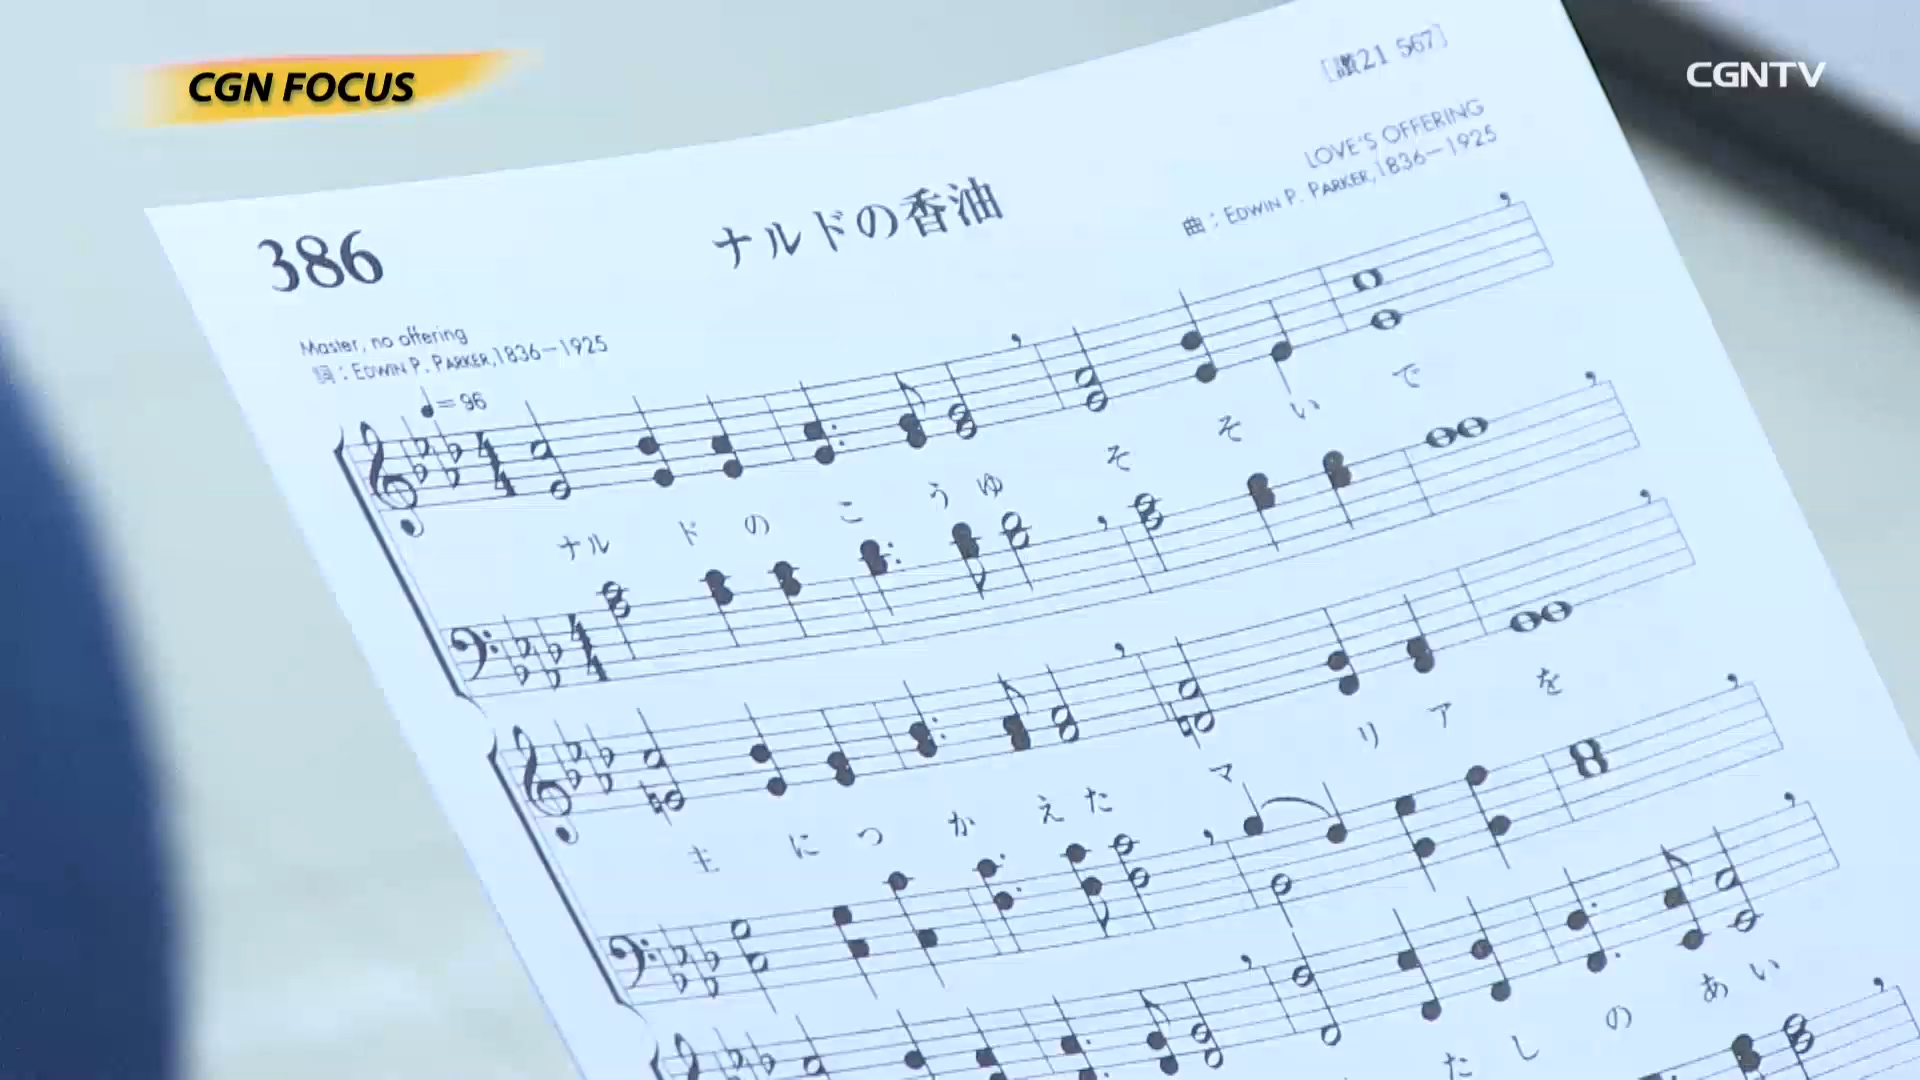 CGN FOCUS
CGNTV
[讃21 567]
LOVE'S OFFERING
曲：EDWIN P. PARKER, 1836–1925
386
ナルドの香油
Master, no offering
詞：EDWIN P. PARKER, 1836–1925
♩= 96
ナル ド の こ う ゆ そ そ い で
主 に つ か え た マ リ ア を
た し の あ い